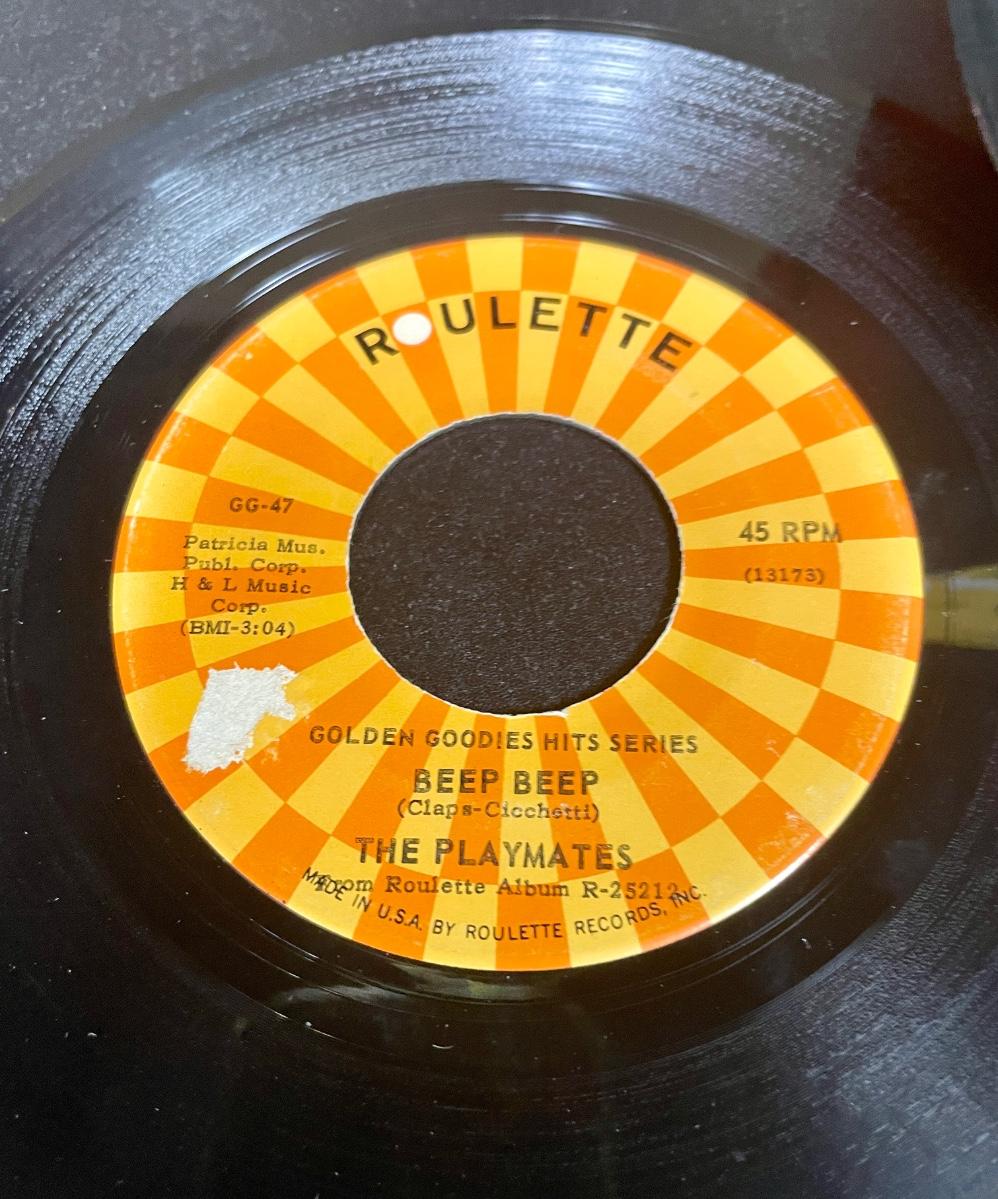 ROULETTE
GG-47
Patricia Mus.
Publ. Corp.
H & L Music
Corp.
(BMI-3:04)
45 RPM
(13173)
GOLDEN GOODIES HITS SERIES
BEEP BEEP
(Claps-Cicchetti)
THE PLAYMATES
From Roulette Album R-25212
MADE IN U.S.A. BY ROULETTE RECORDS, INC.